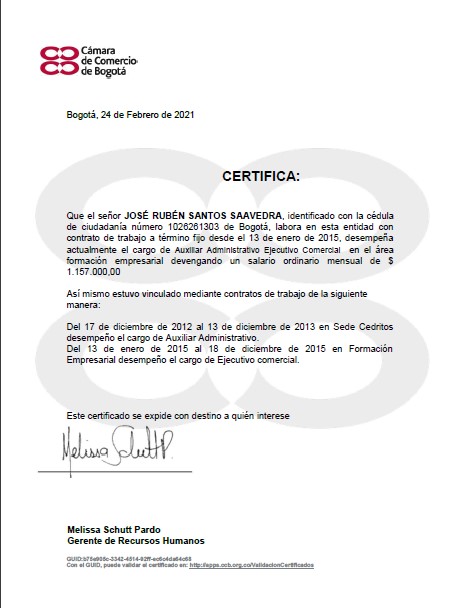 Cámara
de Comercio
de Bogotá
Bogotá, 24 de Febrero de 2021
CERTIFICA:
Que el señor JOSÉ RUBÉN SANTOS SAAVEDRA, identificado con la cédula
de ciudadanía número 1026261303 de Bogotá, labora en esta entidad con
contrato de trabajo a término fijo desde el 13 de enero de 2015, desempeña
actualmente el cargo de Auxiliar Administrativo Ejecutivo Comercial en el área
formación empresarial devengando un salario ordinario mensual de $
1.157.000,00
Así mismo estuvo vinculado mediante contratos de trabajo de la siguiente
manera:
Del 17 de diciembre de 2012 al 13 de diciembre de 2013 en Sede Cedritos
desempeño el cargo de Auxiliar Administrativo.
Del 13 de enero de 2015 al 18 de diciembre de 2015 en Formación
Empresarial desempeño el cargo de Ejecutivo comercial.
Este certificado se expide con destino a quién interese
Melissa Schutt P.
Melissa Schutt Pardo
Gerente de Recursos Humanos
Con el GUID, puede validar el certificado en: http://apps.ccb.org.co/ValidacionCertificados